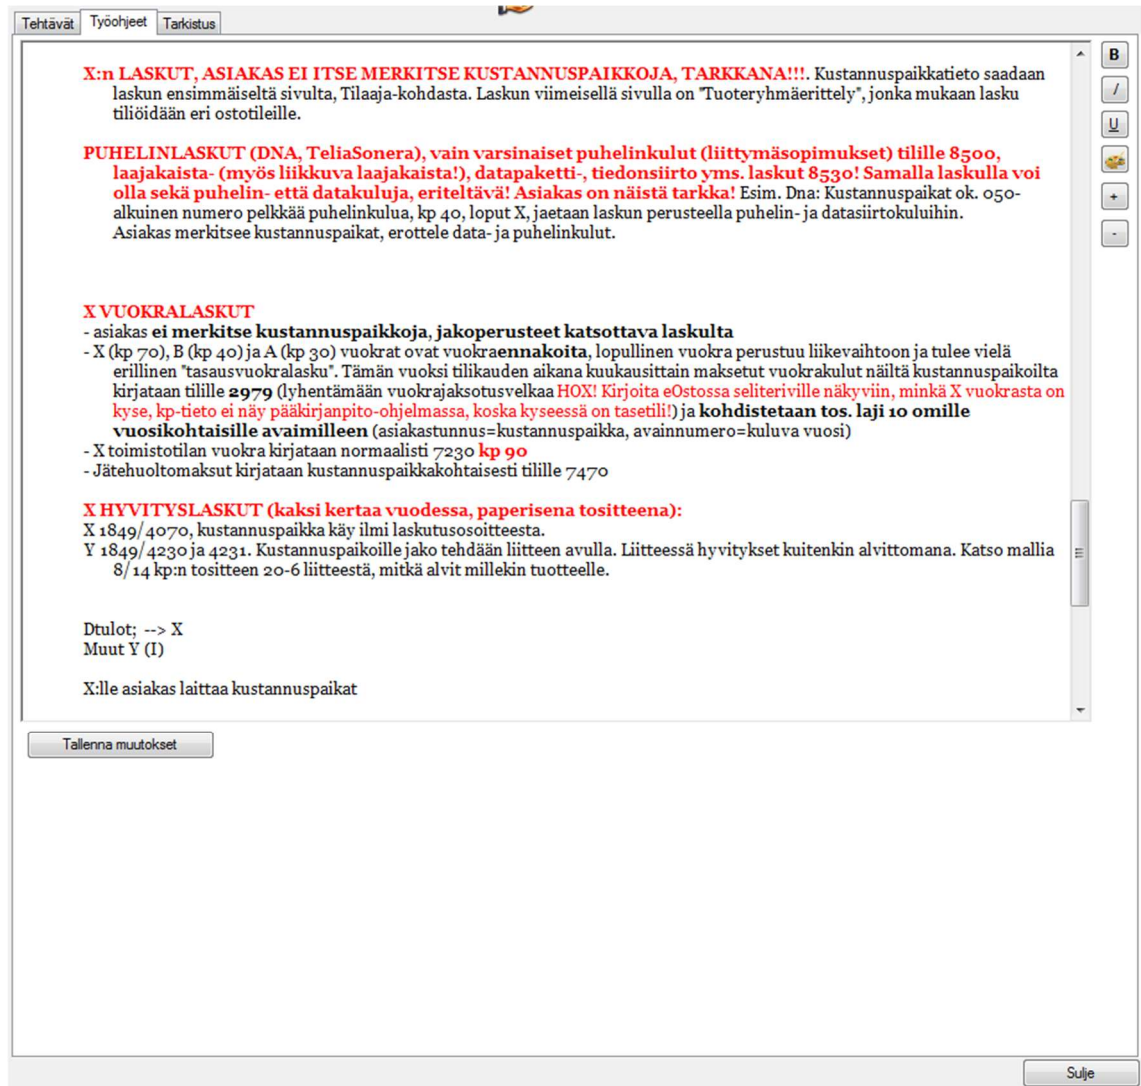 Tehtävät Työohjeet Tarkistus
X:n LASKUT, ASIAKAS EI ITSE MERKITSE KUSTANNUSPAIKKOJA, TARKKANA!!!. Kustannuspaikkatieto saadaan
laskun ensimmäiseltä sivulta, Tilaaja-kohdasta. Laskun viimeisellä sivulla on "Tuoteryhmäerittely", jonka mukaan lasku
tiliöidään eri ostotileille.
PUHELINLASKUT (DNA, TeliaSonera), vain varsinaiset puhelinkulut (liittymäsopimukset) tilille 8500,
laajakaista- (myös liikkuva laajakaista!), datapaketti-, tiedonsiirto yms. laskut 8530! Samalla laskulla voi
olla sekä puhelin- että datakuluja, eriteltävä! Asiakas on näistä tarkka! Esim. Dna: Kustannuspaikat ok. 050-
alkuinen numero pelkkää puhelinkulua, kp 40, loput X, jaetaan laskun perusteella puhelin- ja datasiirtokuluihin.
Asiakas merkitsee kustannuspaikat, erottele data- ja puhelinkulut.
X VUOKRALASKUT
- asiakas ei merkitse kustannuspaikkoja, jakoperusteet katsottava laskulta
- X (kp 70), B (kp 40) ja A (kp 30) vuokrat ovat vuokraennakoita, lopullinen vuokra perustuu liikevaihtoon ja tulee vielä
erillinen "tasausvuokralasku". Tämän vuoksi tilikauden aikana kuukausittain maksetut vuokrakulut näiltä kustannuspaikoilta
kirjataan tilille 2979 (lyhentämään vuokrajaksotusvelkaa HOX! Kirjoita eOstossa seliteriville näkyviin, minkä X vuokrasta on
kyse, kp-tieto ei näy pääkirjanpito-ohjelmassa, koska kyseessä on tasetili!) ja kohdistetaan tos. laji 10 omille
vuosikohtaisille avaimilleen (asiakastunnus=kustannuspaikka, avainnumero=kuluva vuosi)
- X toimistotilan vuokra kirjataan normaalisti 7230 kp 90
- Jätehuoltomaksut kirjataan kustannuspaikkakohtaisesti tilille 7470
X HYVITYSLASKUT (kaksi kertaa vuodessa, paperisena tositteena):
X 1849/4070, kustannuspaikka käy ilmi laskutusosoitteesta.
Y 1849/4230 ja 4231. Kustannuspaikoille jako tehdään liitteen avulla. Liitteessä hyvitykset kuitenkin alvittomana. Katso mallia
8/14 kp:n tositteen 20-6 liitteestä, mitkä alvit millekin tuotteelle.
Dtulot; --> X
Muut Y (I)
X:lle asiakas laittaa kustannuspaikat
B
/
U
+
-
Tallenna muutokset
Sulje